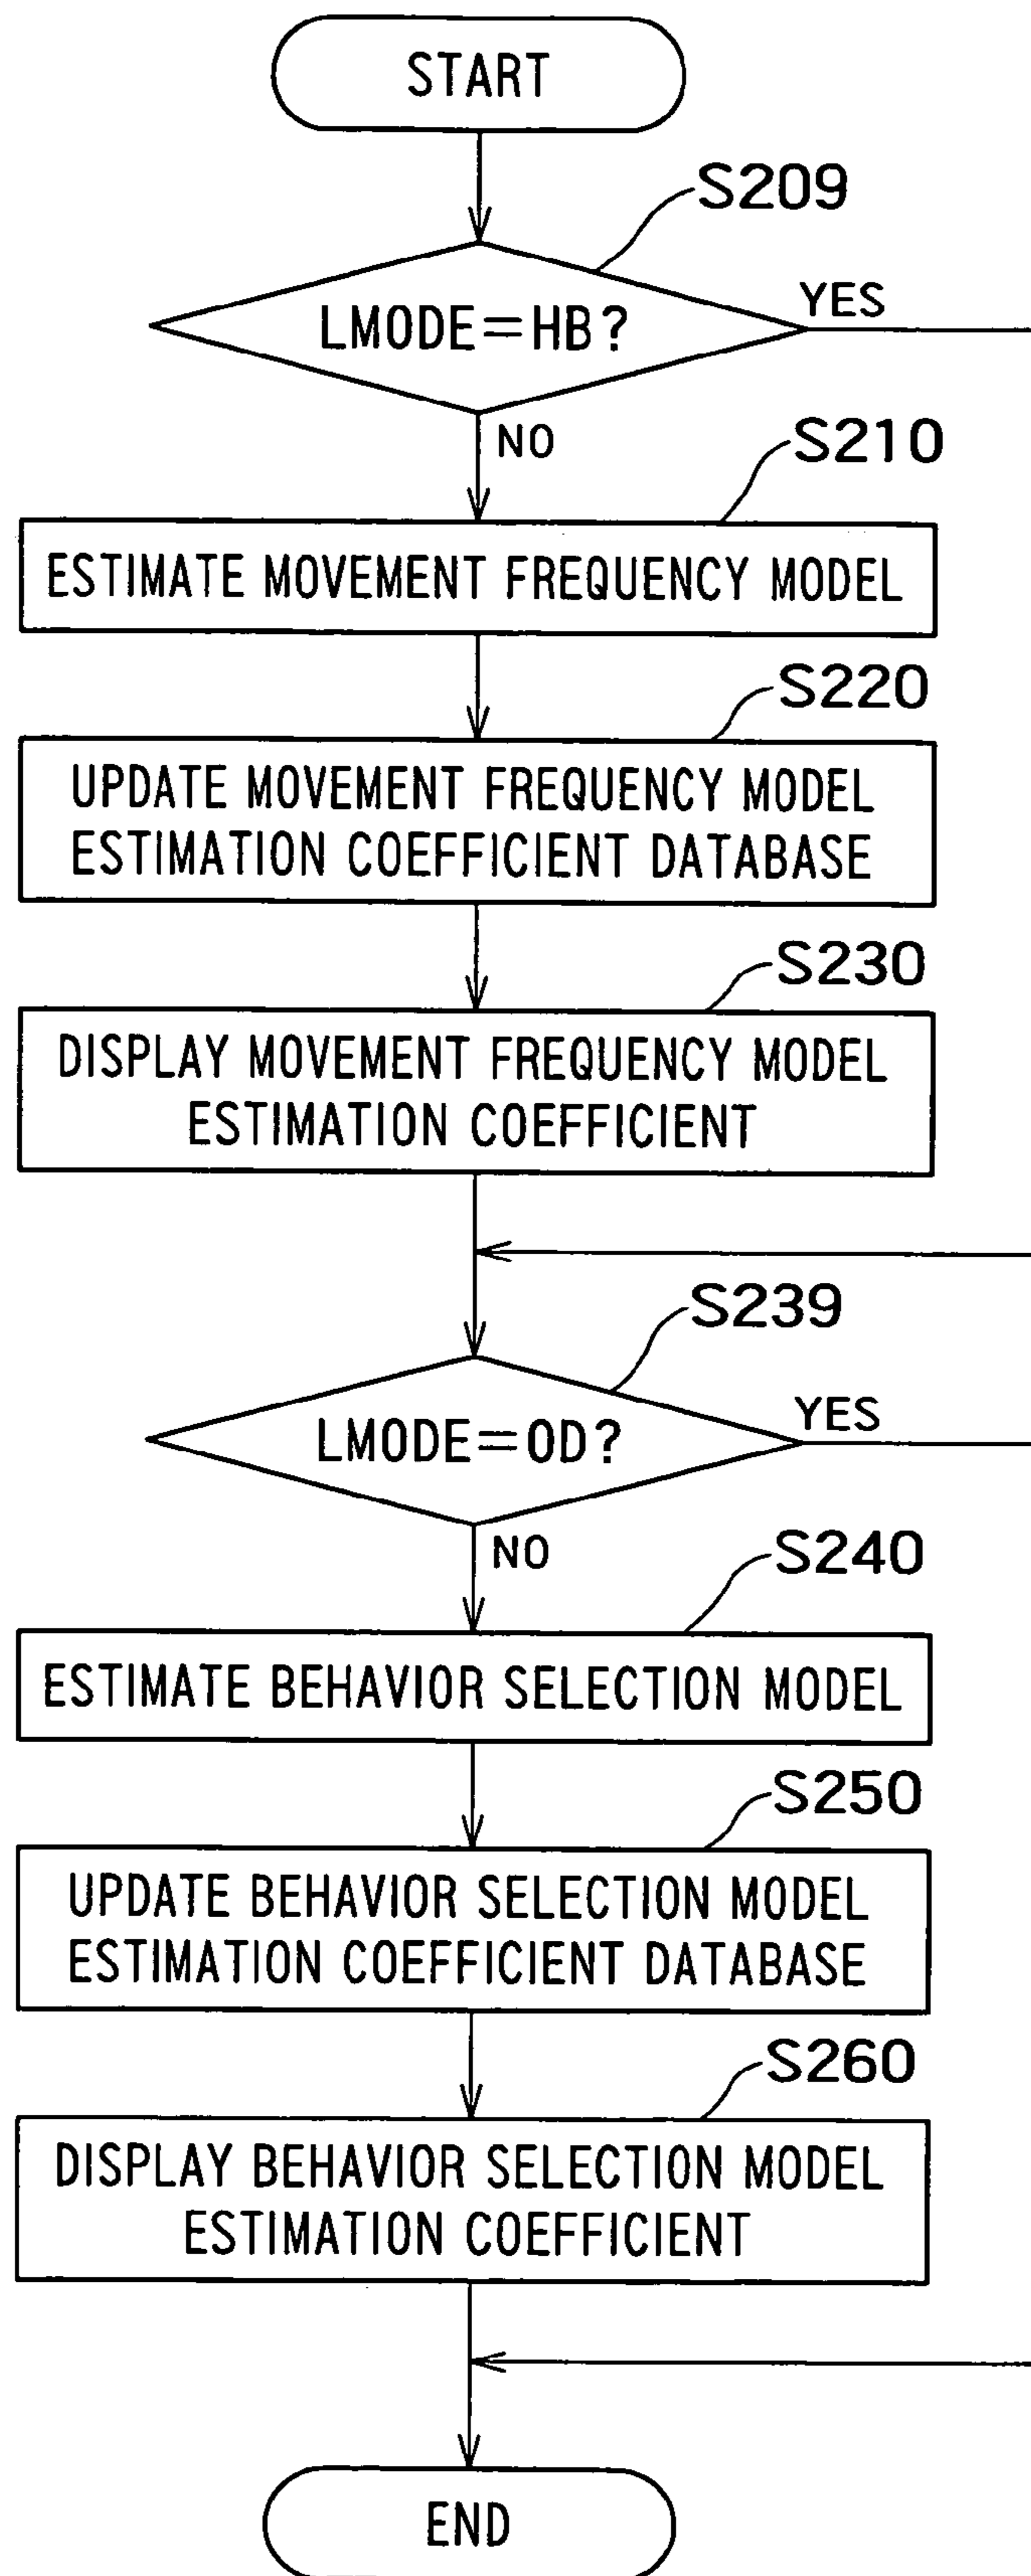 START
S209
LMODE=HB?
YES
NO
S210
ESTIMATE MOVEMENT FREQUENCY MODEL
S220
UPDATE MOVEMENT FREQUENCY MODEL
ESTIMATION COEFFICIENT DATABASE
S230
DISPLAY MOVEMENT FREQUENCY MODEL
ESTIMATION COEFFICIENT
S239
LMODE=OD?
YES
NO
S240
ESTIMATE BEHAVIOR SELECTION MODEL
S250
UPDATE BEHAVIOR SELECTION MODEL
ESTIMATION COEFFICIENT DATABASE
S260
DISPLAY BEHAVIOR SELECTION MODEL
ESTIMATION COEFFICIENT
END